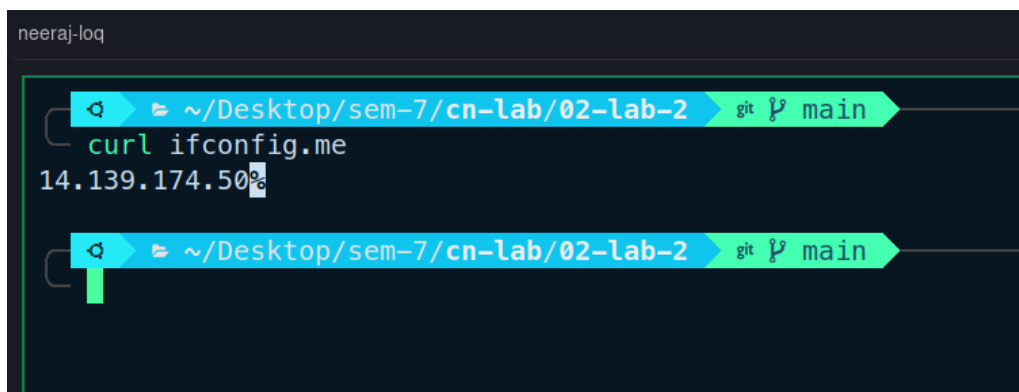 neeraj-loq
~/Desktop/sem-7/cn-lab/02-lab-2 git main
curl ifconfig.me
14.139.174.50%
~/Desktop/sem-7/cn-lab/02-lab-2 git main